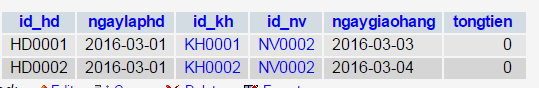 id_hd ngaylaphd id_kh id_nv ngaygiaohang tongtien
HD0001 2016-03-01 KH0001 NV0002 2016-03-03 0
HD0002 2016-03-01 KH0002 NV0002 2016-03-04 0